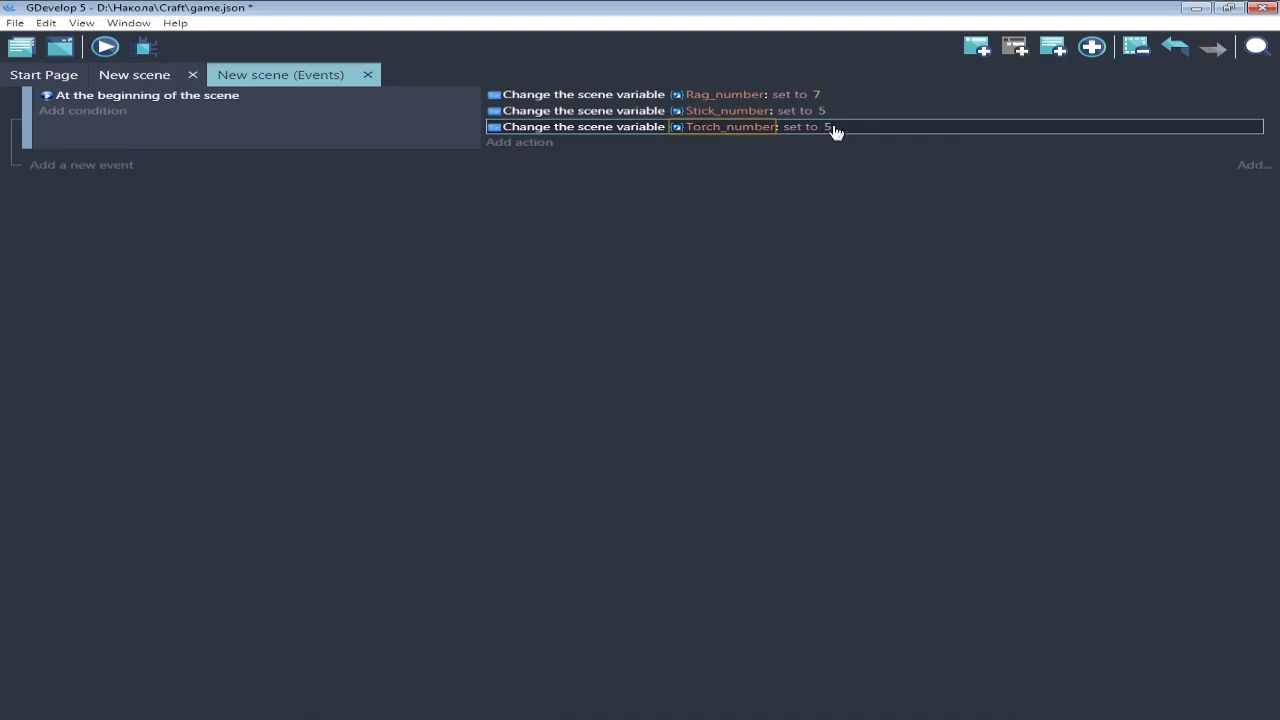 GDevelop 5 - D:\Накола\Craft\game.json *
File Edit View Window Help
Start Page New scene × New scene (Events) ×
At the beginning of the scene
Add condition
Change the scene variable Rag_number: set to 7
Change the scene variable Stick_number: set to 5
Change the scene variable Torch_number: set to 5
Add action
Add a new event
Add...